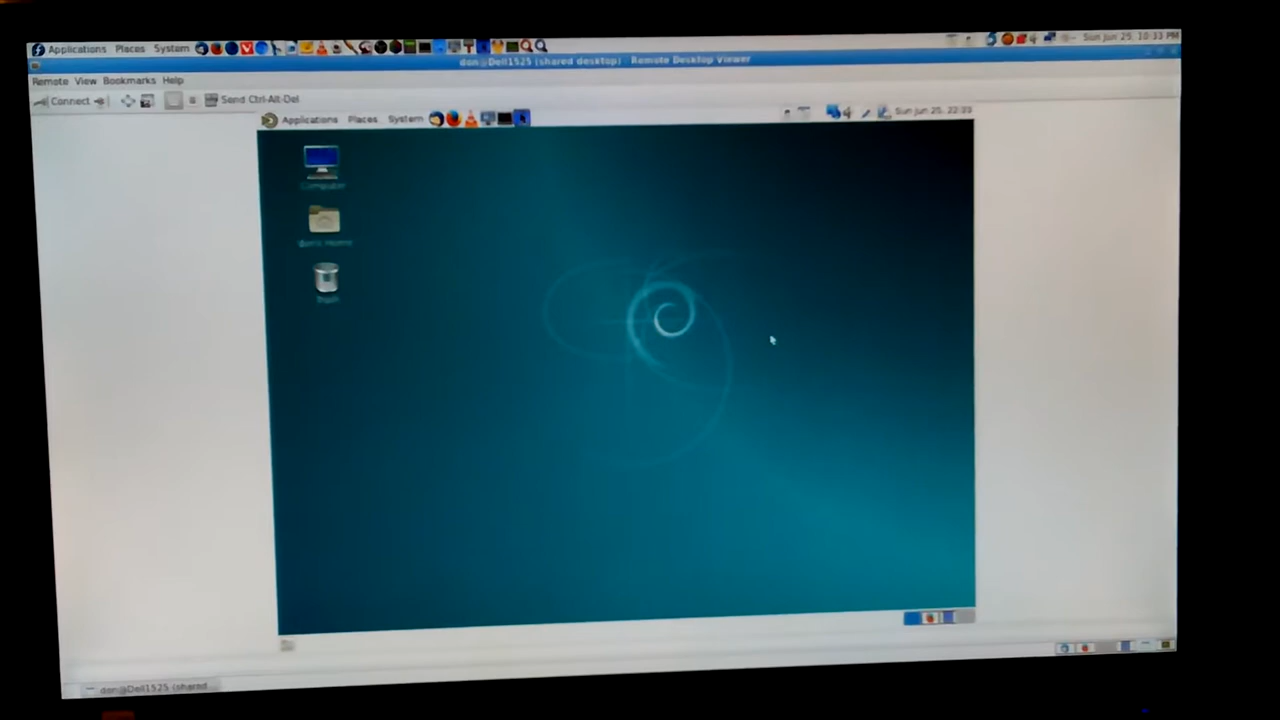 Applications Places System
Sun Jun 25, 10:33 PM
don@Dell1525 (shared desktop) - Remote Desktop Viewer
Remote View Bookmarks Help
Connect
Send Ctrl-Alt-Del
Applications Places System
Sun Jun 25, 22:33
Computer
don's Home
Trash
don@Dell1525 (shared